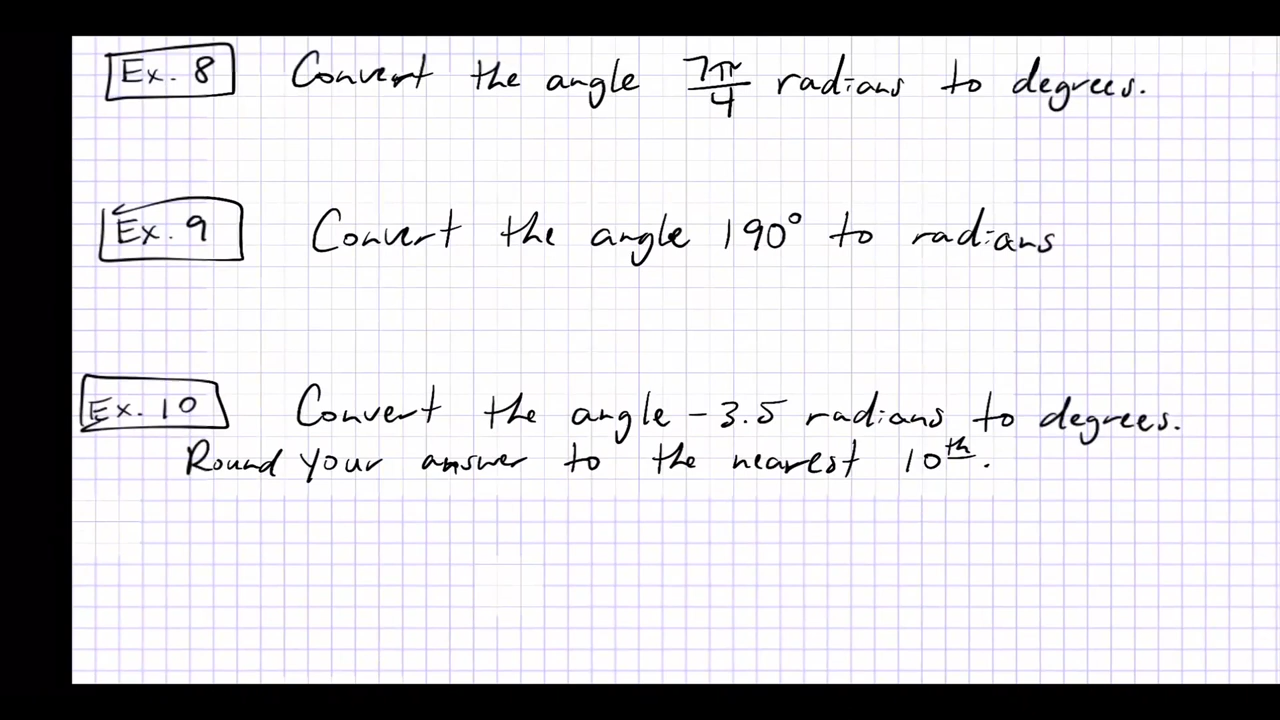 Ex. 8 Convert the angle 7π/4 radians to degrees.
Ex. 9 Convert the angle 190° to radians
Ex. 10 Convert the angle -3.5 radians to degrees.
Round your answer to the nearest 10th.